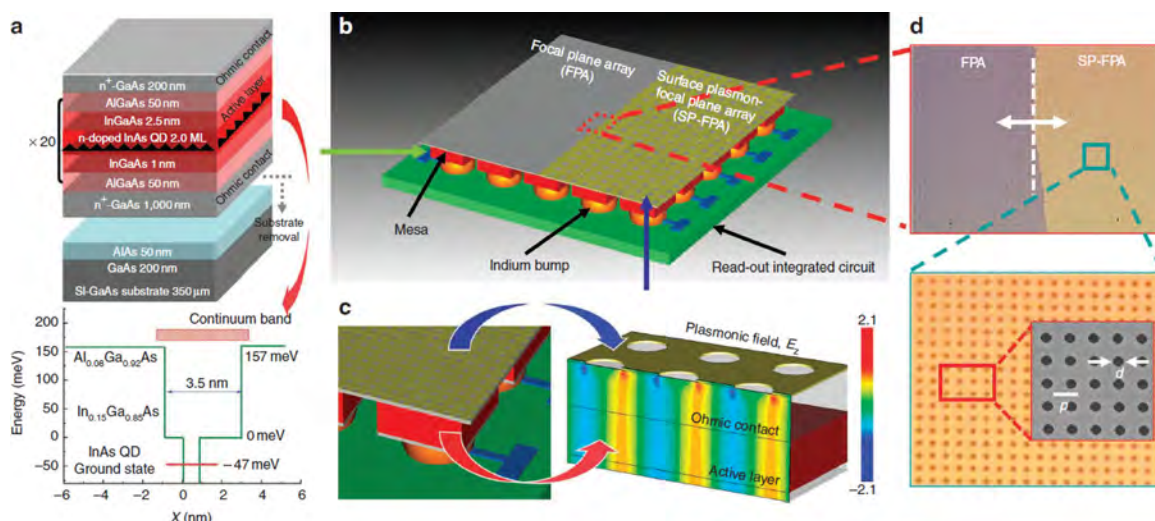 a
Ohmic contact
n⁺-GaAs 200 nm
AlGaAs 50 nm
Active layer
InGaAs 2.5 nm
× 20
n-doped InAs QD 2.0 ML
InGaAs 1 nm
AlGaAs 50 nm
Ohmic contact
n⁺-GaAs 1,000 nm
Substrate
removal
AlAs 50 nm
GaAs 200 nm
SI-GaAs substrate 350 µm
Continuum band
200
150
100
50
0
−50
Energy (meV)
Al0.08Ga0.92As
157 meV
3.5 nm
In0.15Ga0.85As
0 meV
InAs QD
Ground state
−47 meV
−6
−4
−2
0
2
4
6
X (nm)
b
Focal plane array
(FPA)
Surface plasmon-
focal plane array
(SP-FPA)
Mesa
Indium bump
Read-out integrated circuit
c
Plasmonic field, Ez
2.1
Ohmic contact
Active layer
−2.1
d
FPA
SP-FPA
d
p